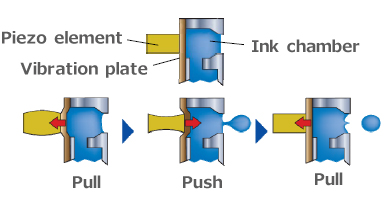 Piezo element
Ink chamber
Vibration plate
Pull
Push
Pull